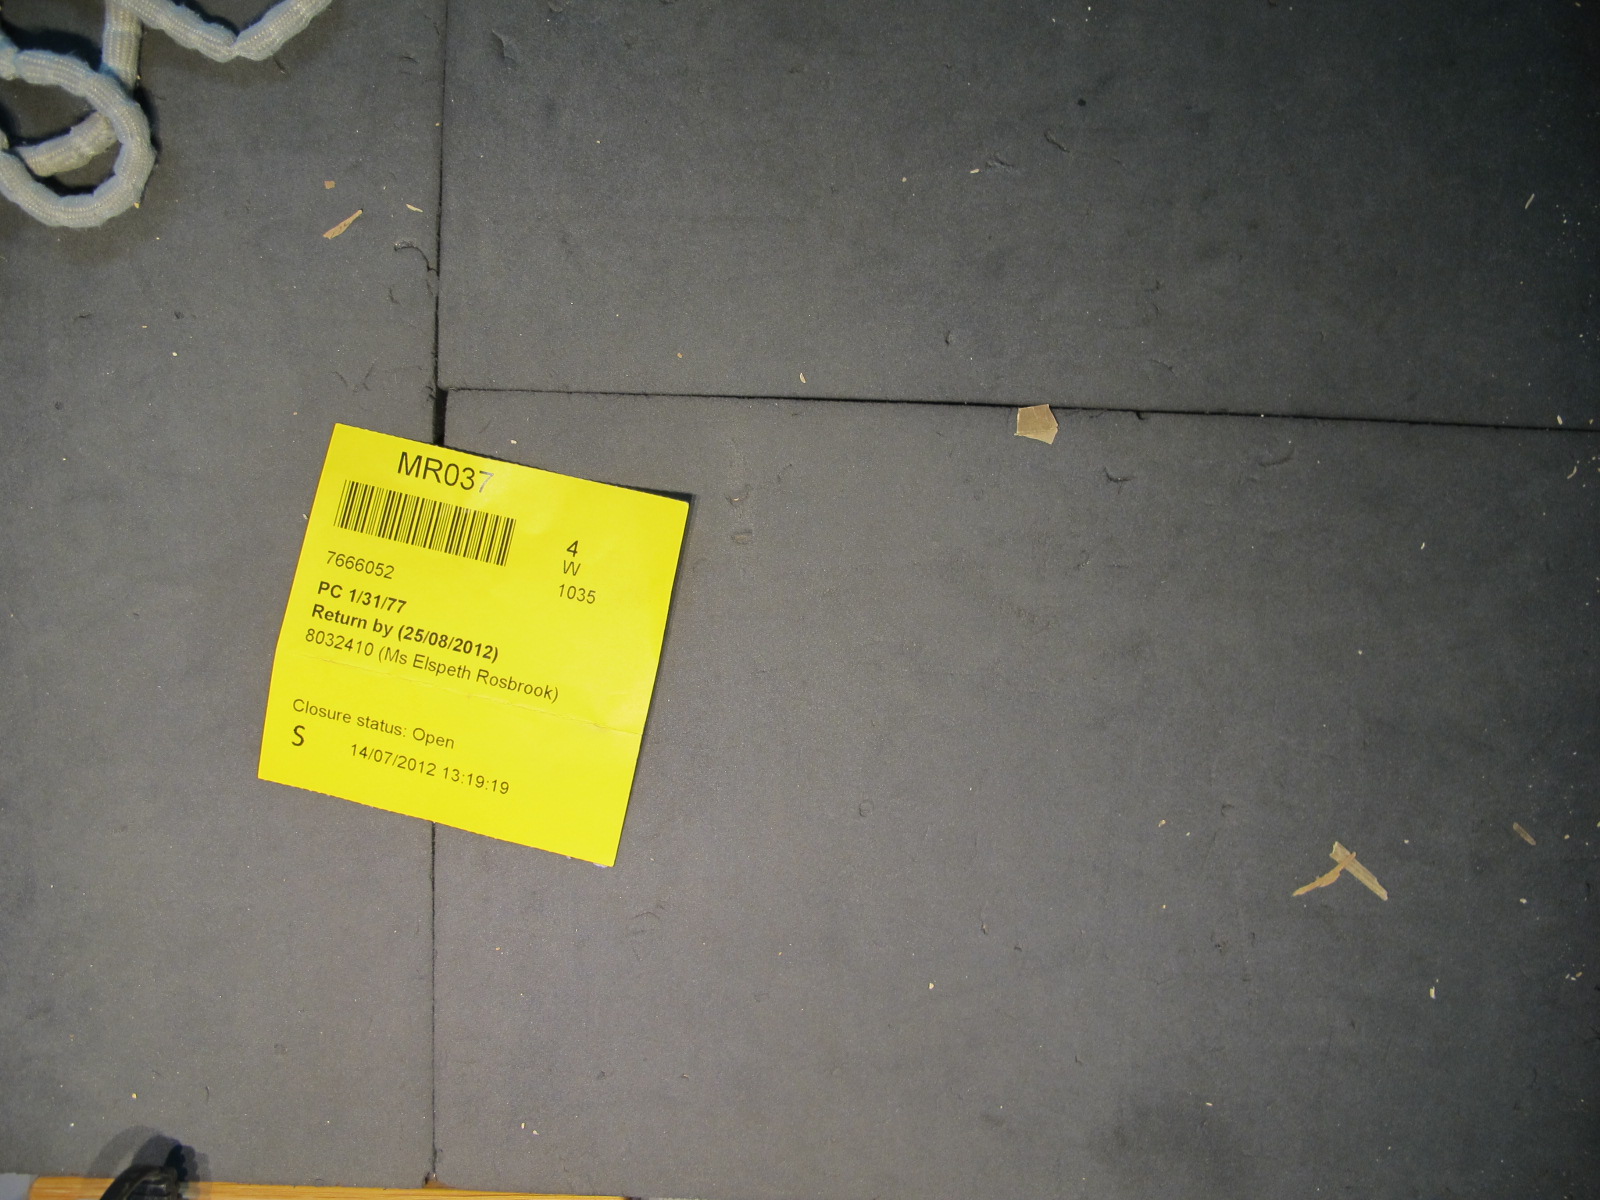 MR037
7666052
4
W
1035
PC 1/31/77
Return by (25/08/2012)
8032410 (Ms Elspeth Rosbrook)
Closure status: Open
S
14/07/2012 13:19:19